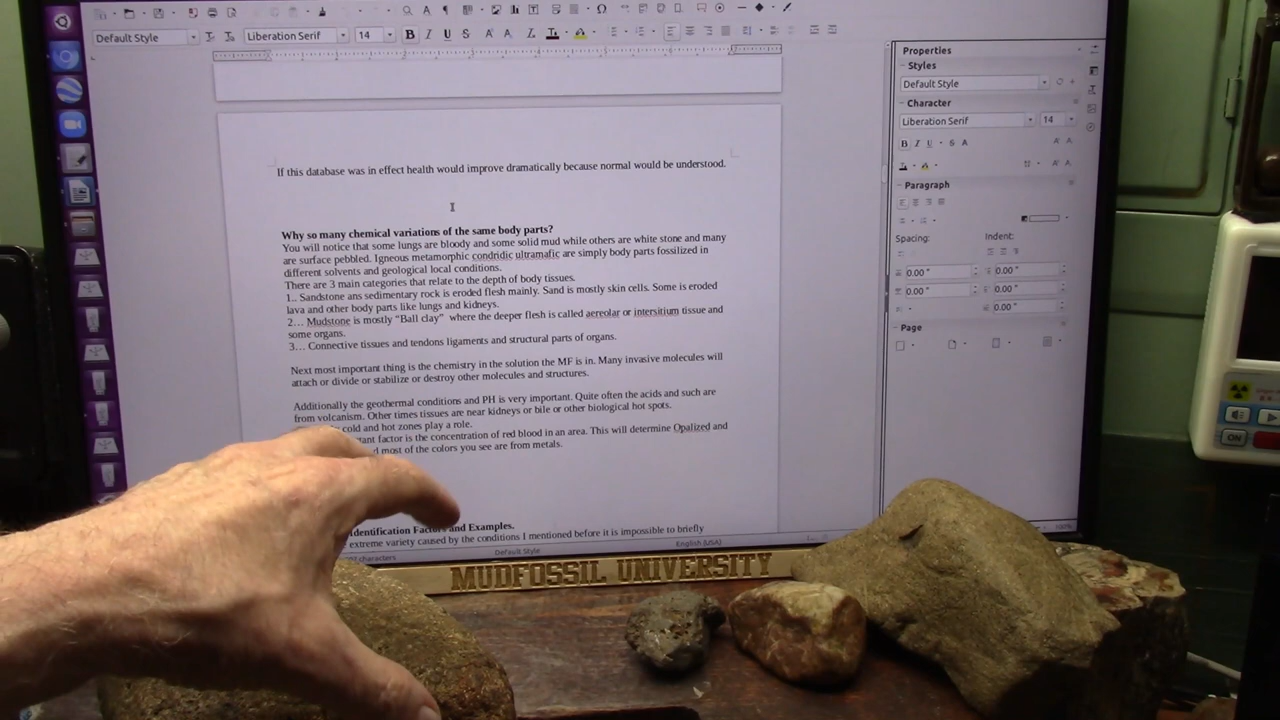 Default Style
Liberation Serif
14
B I U S
Properties
Styles
Default Style
Character
Liberation Serif
14
B I U S A
Paragraph
Spacing:
Indent:
0.00 "
0.00 "
0.00 "
0.00 "
0.00 "
Page
If this database was in effect health would improve dramatically because normal would be understood.
Why so many chemical variations of the same body parts?
You will notice that some lungs are bloody and some solid mud while others are white stone and many
are surface pebbled. Igneous metamorphic condridic ultramafic are simply body parts fossilized in
different solvents and geological local conditions.
There are 3 main categories that relate to the depth of body tissues.
1.. Sandstone ans sedimentary rock is eroded flesh mainly. Sand is mostly skin cells. Some is eroded
lava and other body parts like lungs and kidneys.
2… Mudstone is mostly "Ball clay" where the deeper flesh is called aereolar or intersitium tissue and
some organs.
3… Connective tissues and tendons ligaments and structural parts of organs.
Next most important thing is the chemistry in the solution the MF is in. Many invasive molecules will
attach or divide or stabilize or destroy other molecules and structures.
Additionally the geothermal conditions and PH is very important. Quite often the acids and such are
from volcanism. Other times tissues are near kidneys or bile or other biological hot spots.
cold and hot zones play a role.
factor is the concentration of red blood in an area. This will determine Opalized and
most of the colors you see are from metals.
Identification Factors and Examples.
extreme variety caused by the conditions I mentioned before it is impossible to briefly
characters
Default Style
English (USA)
100%
MUDFOSSIL UNIVERSITY
ON